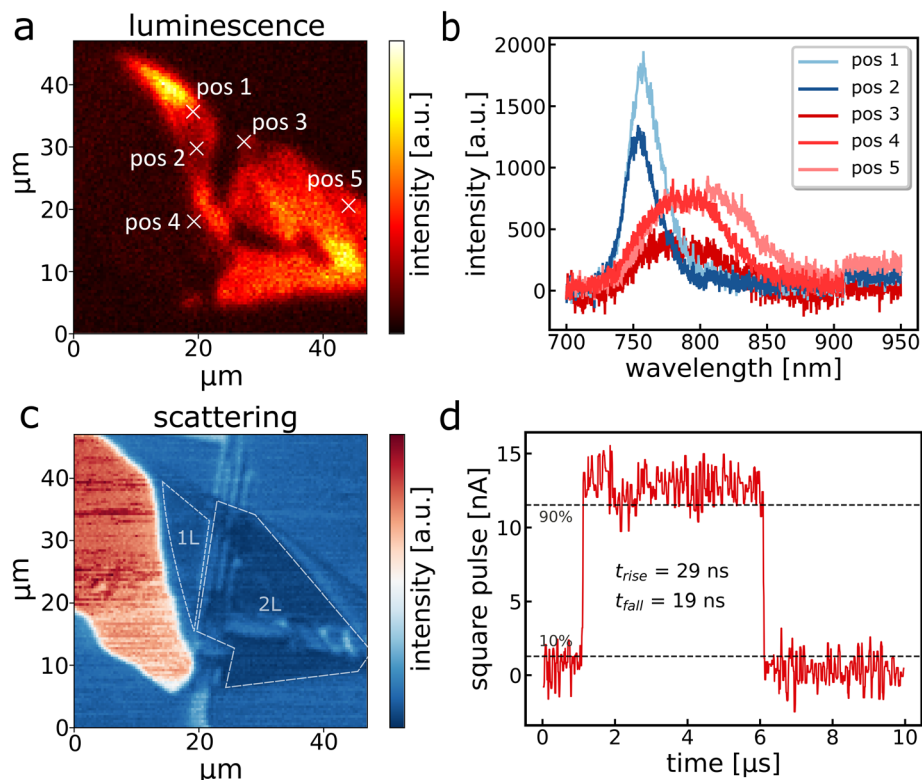 a
luminescence
pos 1
pos 3
pos 2
pos 5
pos 4
40
30
20
10
0
0
20
40
µm
µm
intensity [a.u.]
b
2000
1500
1000
500
0
700
750
800
850
900
950
intensity [a.u.]
wavelength [nm]
pos 1
pos 2
pos 3
pos 4
pos 5
c
scattering
1L
2L
40
30
20
10
0
0
20
40
µm
µm
intensity [a.u.]
d
15
10
5
0
90%
10%
t_rise = 29 ns
t_fall = 19 ns
0
2
4
6
8
10
square pulse [nA]
time [µs]